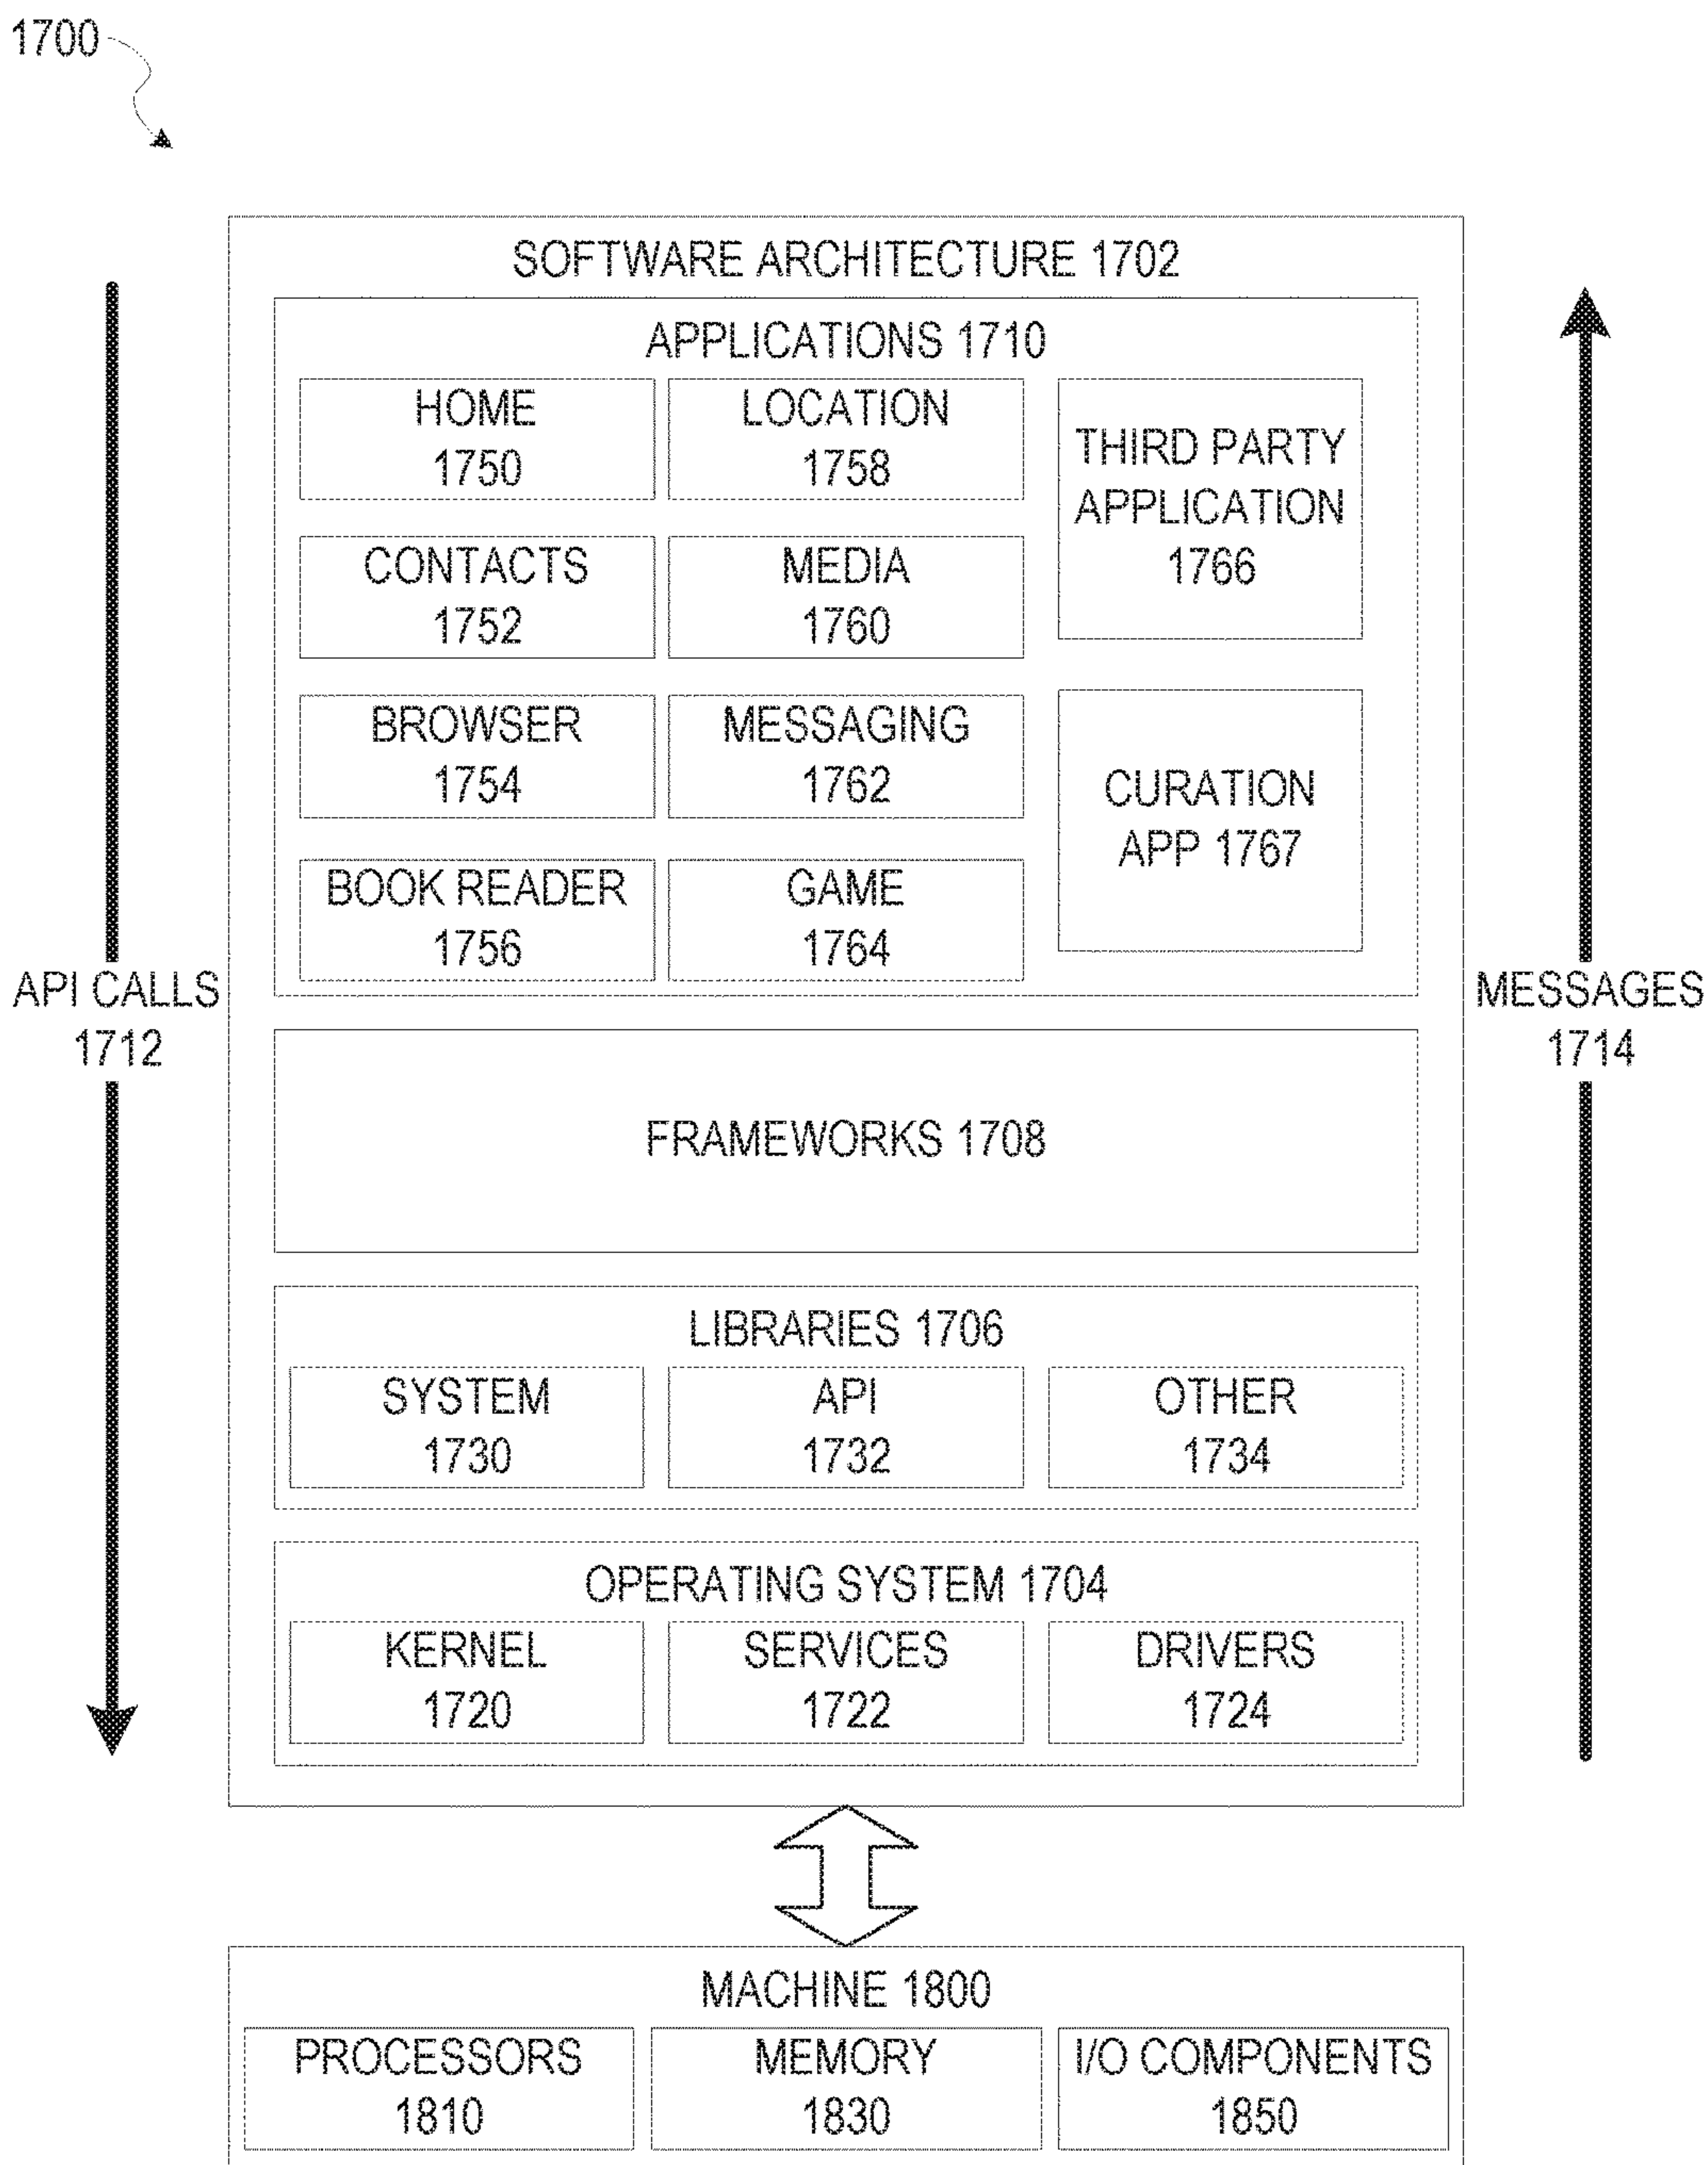 1700
SOFTWARE ARCHITECTURE 1702
APPLICATIONS 1710
HOME
1750
LOCATION
1758
THIRD PARTY
APPLICATION
1766
CONTACTS
1752
MEDIA
1760
BROWSER
1754
MESSAGING
1762
CURATION
APP 1767
BOOK READER
1756
GAME
1764
API CALLS
1712
MESSAGES
1714
FRAMEWORKS 1708
LIBRARIES 1706
SYSTEM
1730
API
1732
OTHER
1734
OPERATING SYSTEM 1704
KERNEL
1720
SERVICES
1722
DRIVERS
1724
MACHINE 1800
PROCESSORS
1810
MEMORY
1830
I/O COMPONENTS
1850